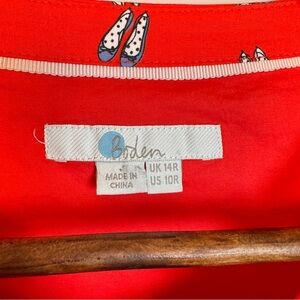 Boden
MADE IN
CHINA
UK 14R
US 10R